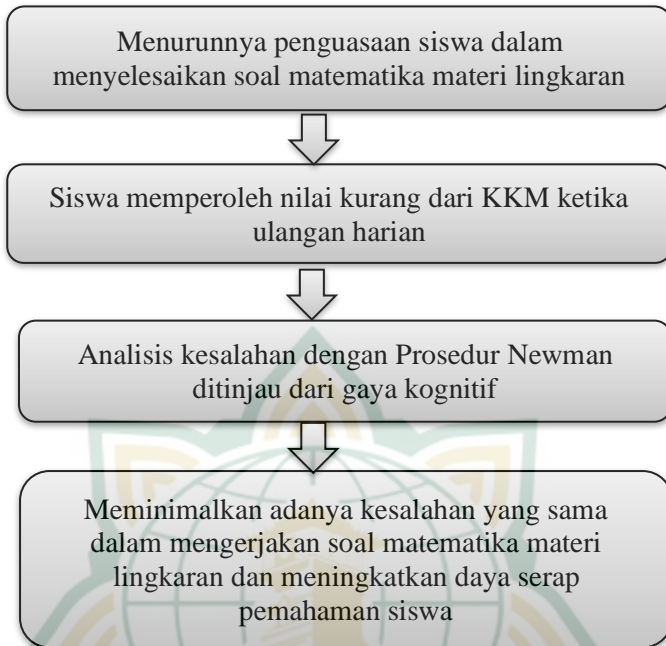 Menurunnya penguasaan siswa dalam
menyelesaikan soal matematika materi lingkaran
Siswa memperoleh nilai kurang dari KKM ketika
ulangan harian
Analisis kesalahan dengan Prosedur Newman
ditinjau dari gaya kognitif
Meminimalkan adanya kesalahan yang sama
dalam mengerjakan soal matematika materi
lingkaran dan meningkatkan daya serap
pemahaman siswa